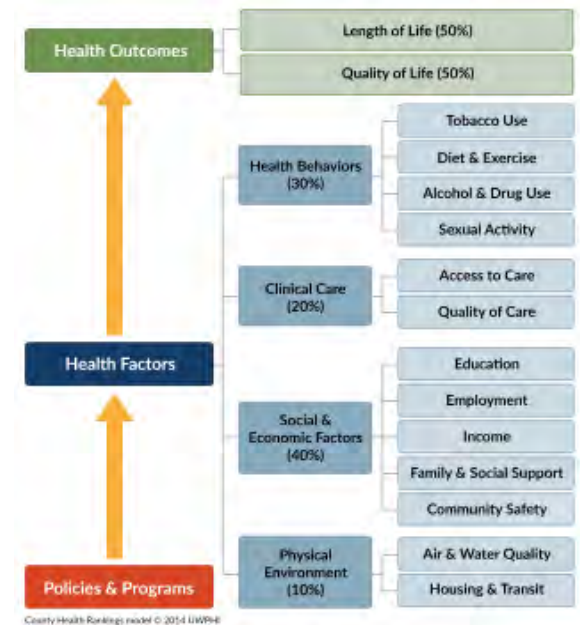 Health Outcomes
Length of Life (50%)
Quality of Life (50%)
Health Behaviors
(30%)
Tobacco Use
Diet & Exercise
Alcohol & Drug Use
Sexual Activity
Clinical Care
(20%)
Access to Care
Quality of Care
Health Factors
Social &
Economic Factors
(40%)
Education
Employment
Income
Family & Social Support
Community Safety
Physical
Environment
(10%)
Air & Water Quality
Housing & Transit
Policies & Programs
County Health Rankings model © 2014 UWPHI